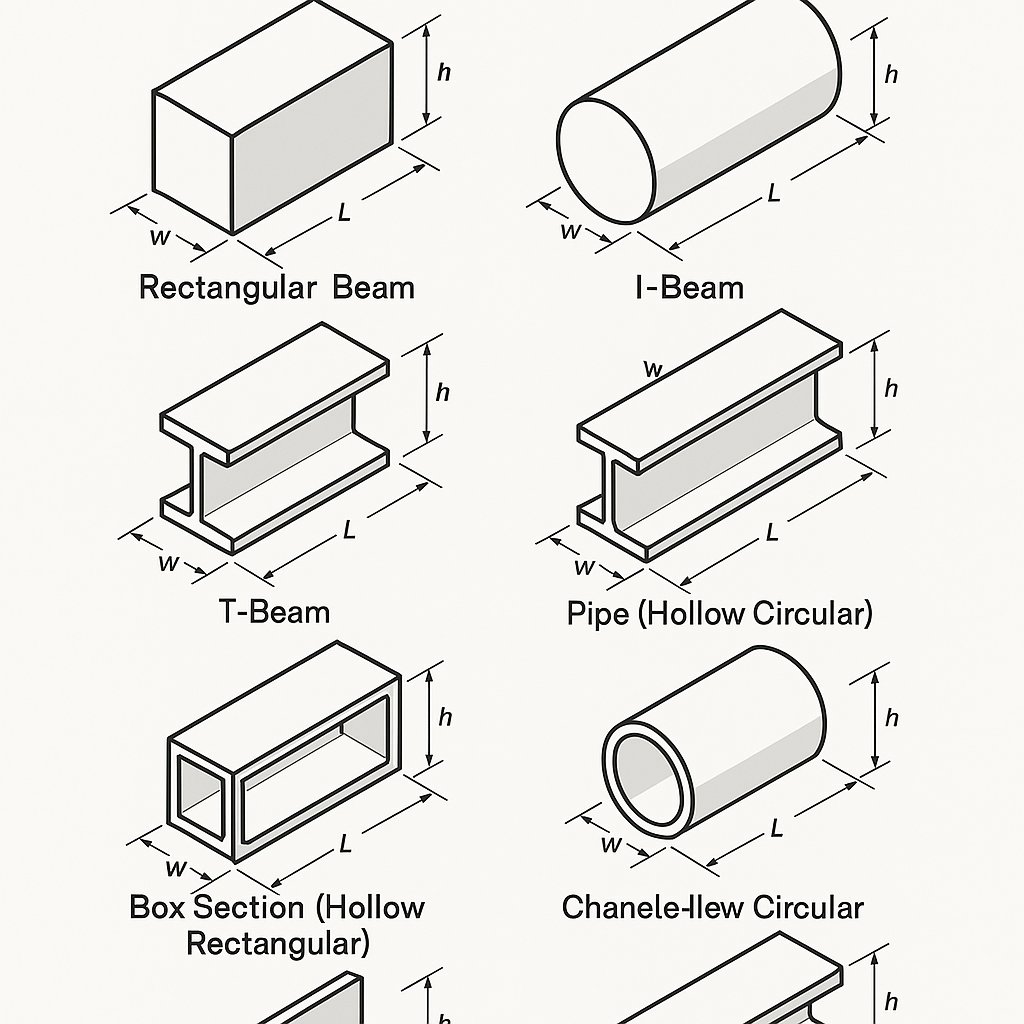 h
h
L
L
w
w
Rectangular Beam
I-Beam
w
h
h
L
L
w
w
T-Beam
Pipe (Hollow Circular)
h
h
L
L
w
w
Box Section (Hollow
Rectangular)
Chanele-llew Circular
h
h